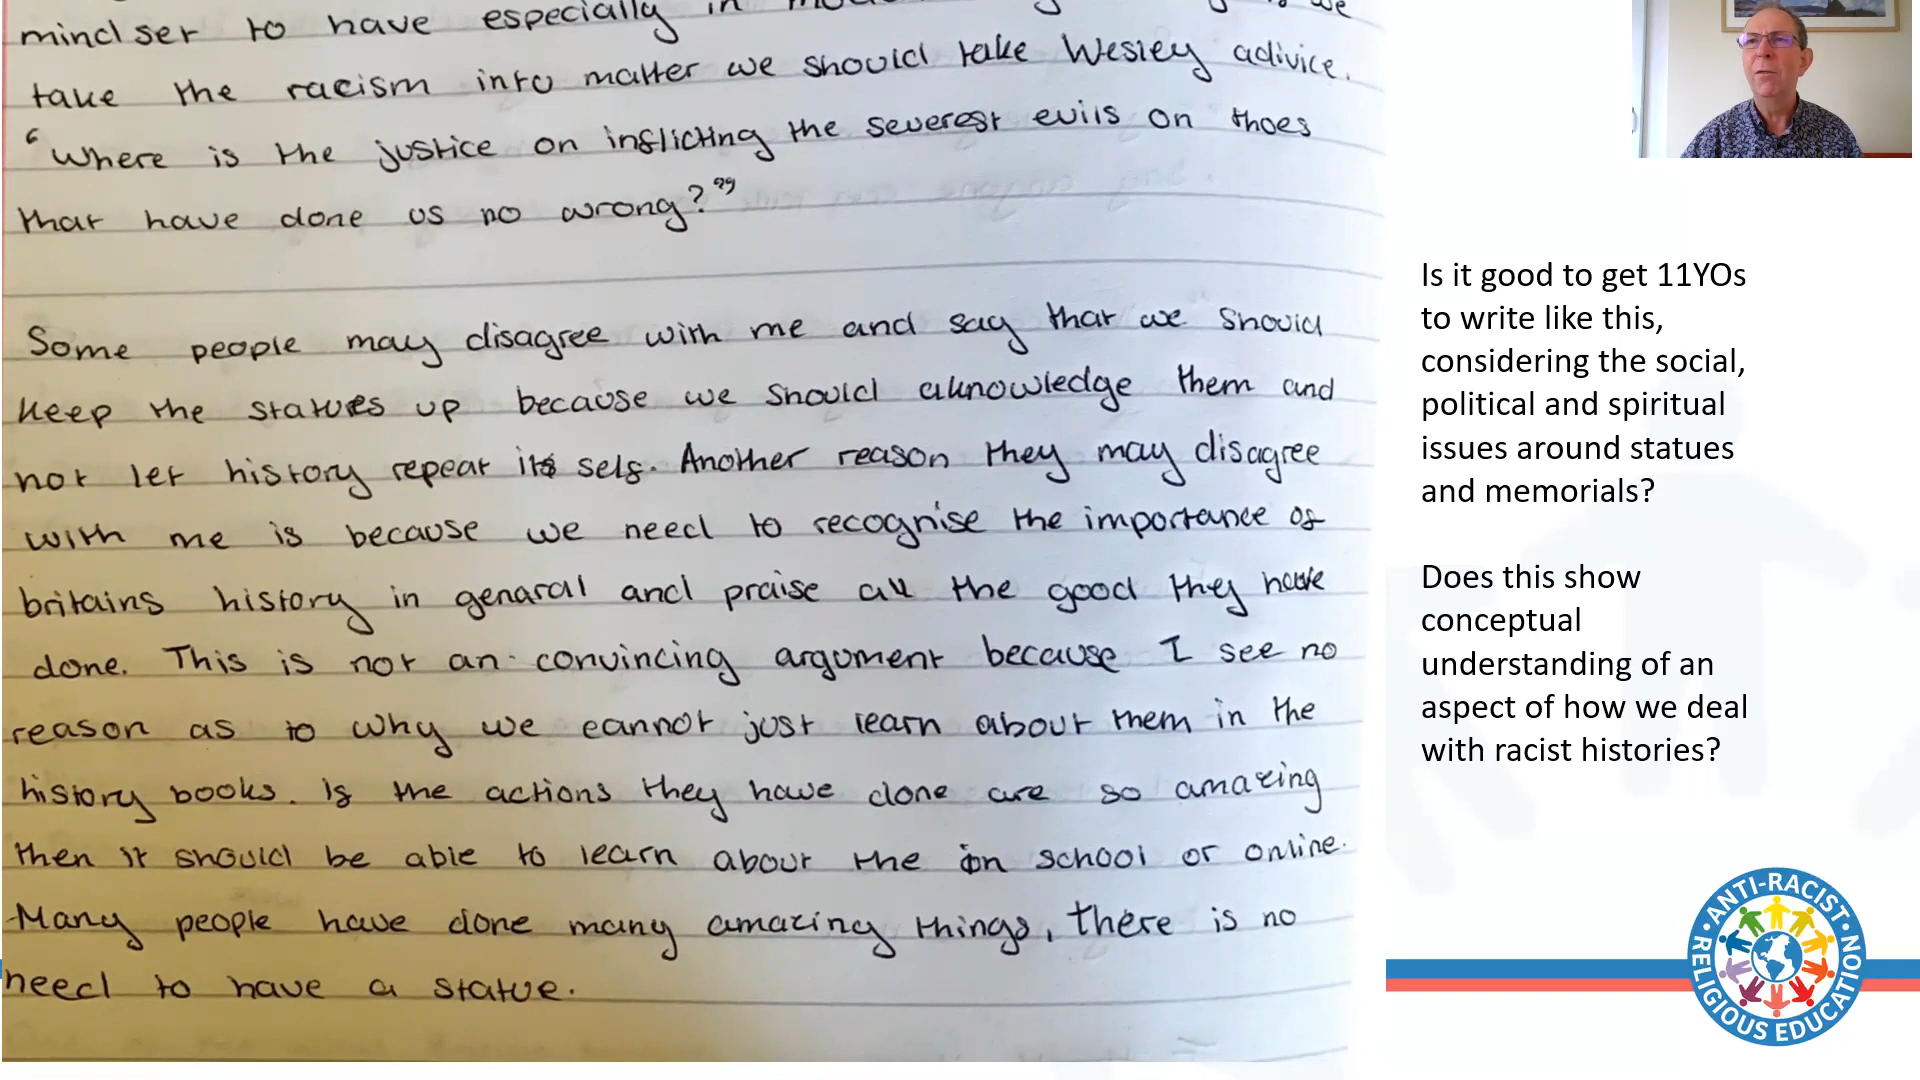 mindset to have especially in
take the racism into matter we should take Wesley adivice.
"Where is the justice on inflicting the severest evils on thoes
that have done us no wrong?"
Some people may disagree with me and say that we should
keep the statues up because we should aknowledge them and
not let history repeat its self. Another reason they may disagree
with me is because we need to recognise the importance of
britains history in genaral and praise all the good they have
done. This is not an convincing argument because I see no
reason as to why we cannot just learn about them in the
history books. If the actions they have done are so amazing
then it should be able to learn about the in school or online.
Many people have done many amazing things, there is no
need to have a statue.
Is it good to get 11YOs
to write like this,
considering the social,
political and spiritual
issues around statues
and memorials?
Does this show
conceptual
understanding of an
aspect of how we deal
with racist histories?
ANTI-RACIST
RELIGIOUS EDUCATION